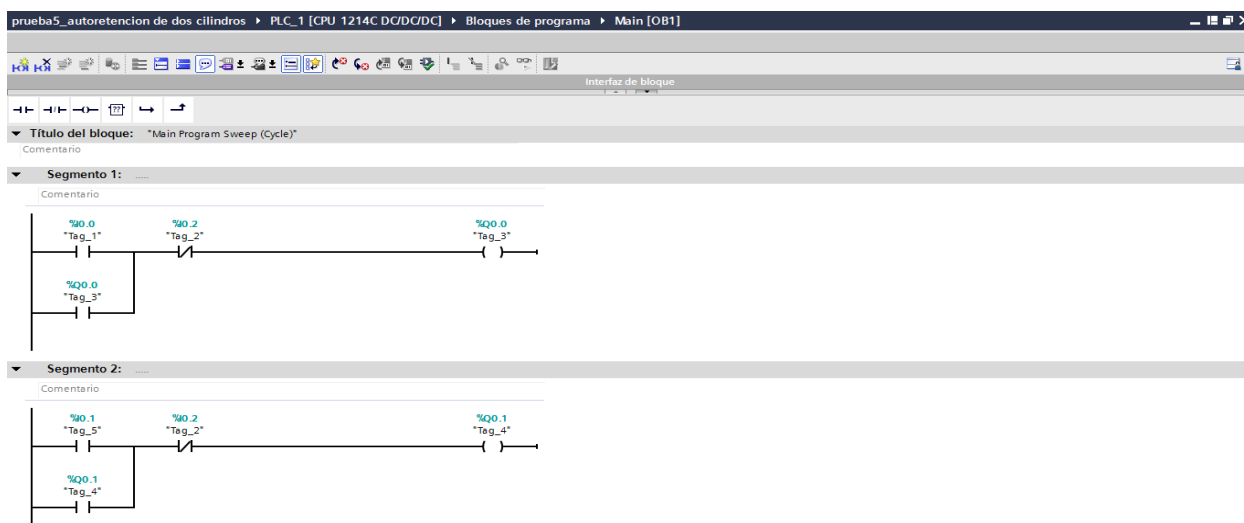 prueba5_autoretencion de dos cilindros ▸ PLC_1 [CPU 1214C DC/DC/DC] ▸ Bloques de programa ▸ Main [OB1]
Interfaz de bloque
??
Título del bloque: "Main Program Sweep (Cycle)"
Comentario
Segmento 1: .....
Comentario
%I0.0 %I0.2 %Q0.0
"Tag_1" "Tag_2" "Tag_3"
%Q0.0
"Tag_3"
Segmento 2: .....
Comentario
%I0.1 %I0.2 %Q0.1
"Tag_5" "Tag_2" "Tag_4"
%Q0.1
"Tag_4"